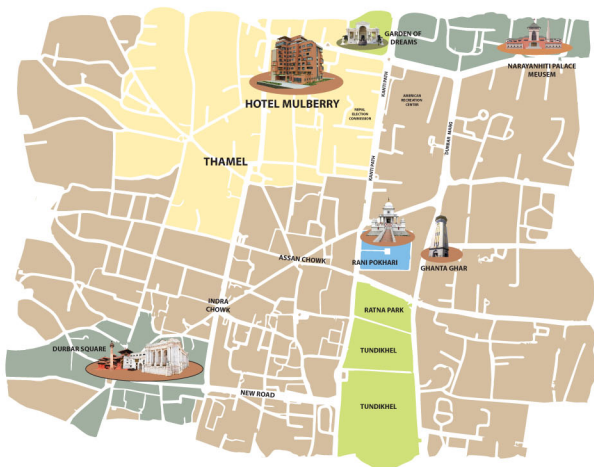 GARDEN OF
DREAMS
NARAYANHITI PALACE
MEUSEM
HOTEL MULBERRY
KANTI PATH
AMERICAN
RECREATION
CENTRE
NEPAL
ELECTION
COMMISSION
DURBAR MARG
THAMEL
KANTI PATH
ASSAN CHOWK
RANI POKHARI
GHANTA GHAR
INDRA
CHOWK
RATNA PARK
DURBAR SQUARE
TUNDIKHEL
NEW ROAD
TUNDIKHEL